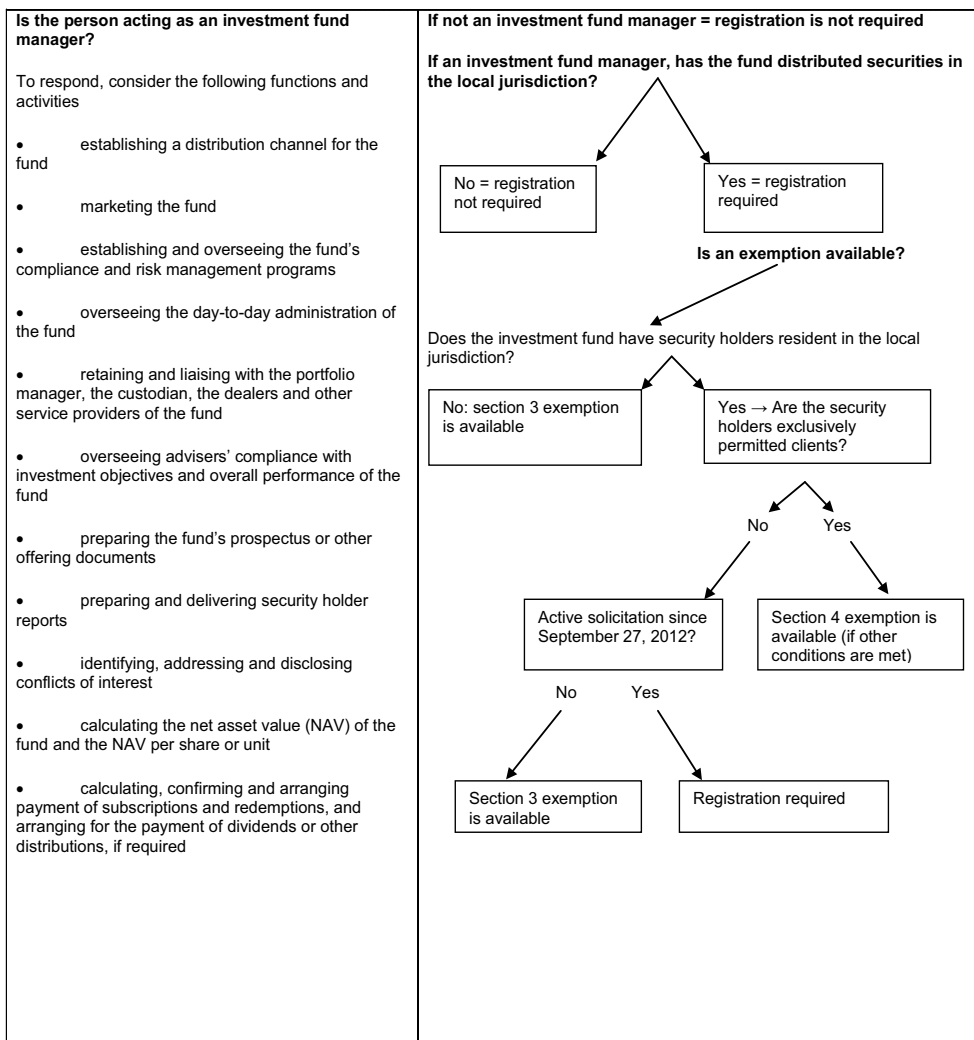 Is the person acting as an investment fund
manager?
To respond, consider the following functions and
activities
• establishing a distribution channel for the
fund
• marketing the fund
• establishing and overseeing the fund's
compliance and risk management programs
• overseeing the day-to-day administration of
the fund
• retaining and liaising with the portfolio
manager, the custodian, the dealers and other
service providers of the fund
• overseeing advisers' compliance with
investment objectives and overall performance of the
fund
• preparing the fund's prospectus or other
offering documents
• preparing and delivering security holder
reports
• identifying, addressing and disclosing
conflicts of interest
• calculating the net asset value (NAV) of the
fund and the NAV per share or unit
• calculating, confirming and arranging
payment of subscriptions and redemptions, and
arranging for the payment of dividends or other
distributions, if required
If not an investment fund manager = registration is not required
If an investment fund manager, has the fund distributed securities in
the local jurisdiction?
No = registration
not required
Yes = registration
required
Is an exemption available?
Does the investment fund have security holders resident in the local
jurisdiction?
No: section 3 exemption
is available
Yes → Are the security
holders exclusively
permitted clients?
No Yes
Active solicitation since
September 27, 2012?
Section 4 exemption is
available (if other
conditions are met)
No Yes
Section 3 exemption
is available
Registration required